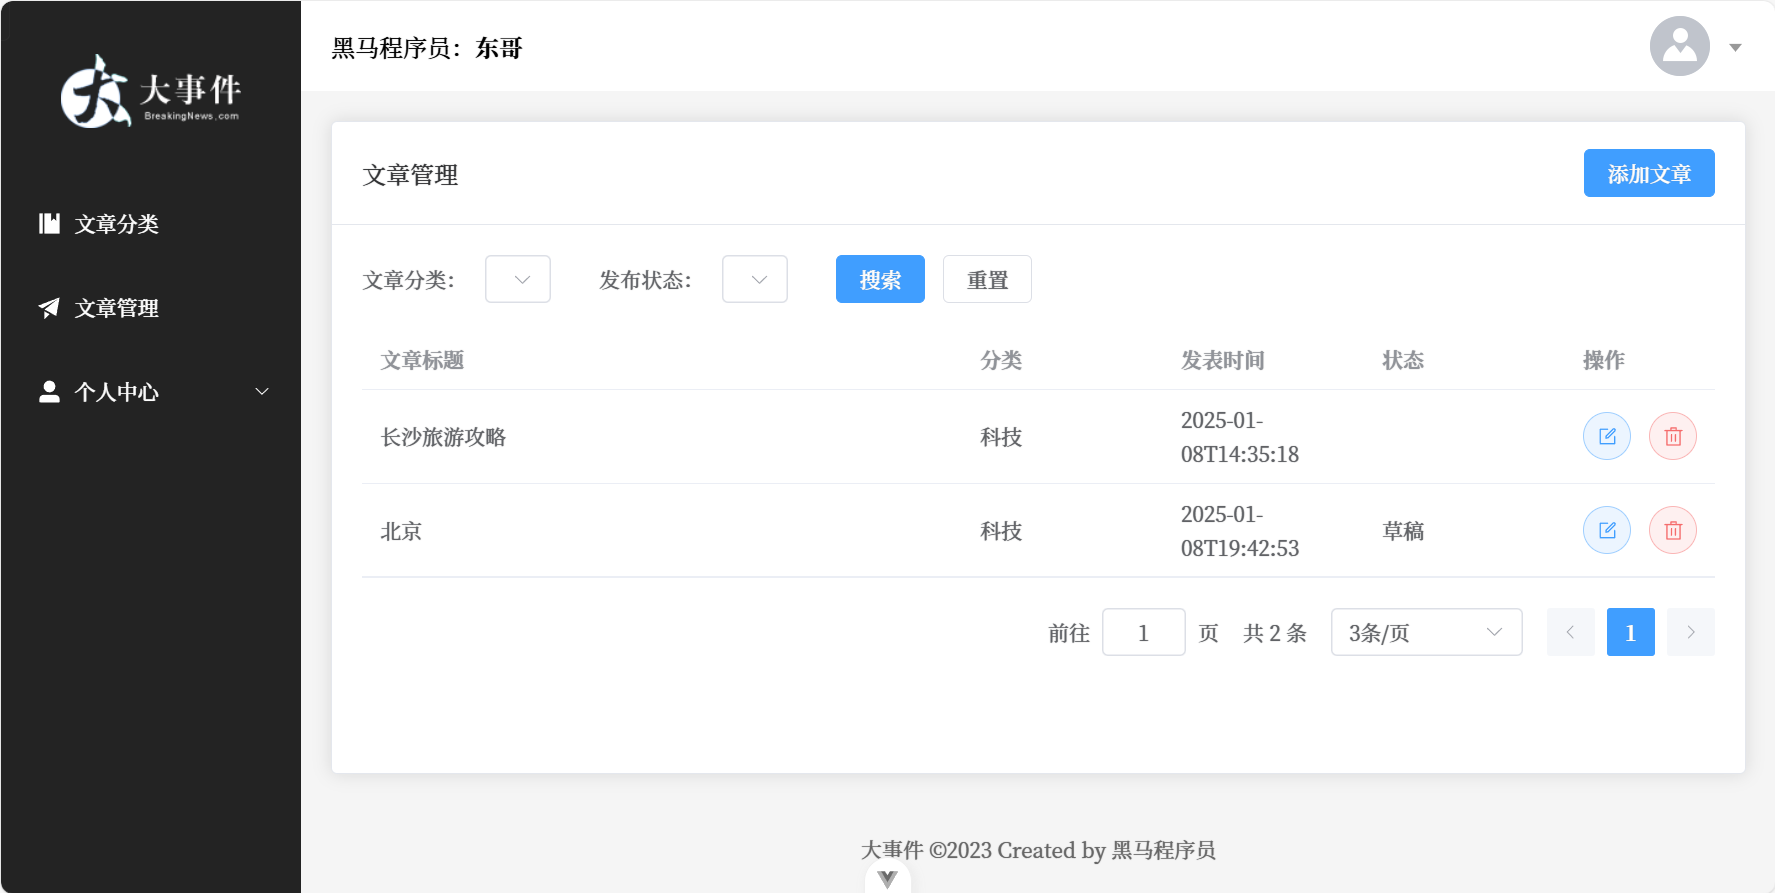 大事件
BreakingNews.com
文章分类
文章管理
个人中心
黑马程序员：东哥
文章管理
添加文章
文章分类：
发布状态：
搜索
重置
文章标题 分类 发表时间 状态 操作
长沙旅游攻略 科技 2025-01-
08T14:35:18
北京 科技 2025-01-
08T19:42:53 草稿
前往 1 页 共 2 条 3条/页 1
大事件 ©2023 Created by 黑马程序员